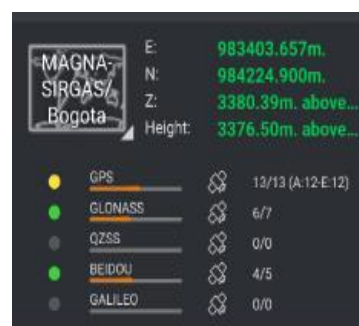 MAGNA-
SIRGAS/
Bogota
E: 983403.657m.
N: 984224.900m.
Z: 3380.39m. above...
Height: 3376.50m. above...
GPS 13/13 (A:12-E:12)
GLONASS 6/7
QZSS 0/0
BEIDOU 4/5
GALILEO 0/0